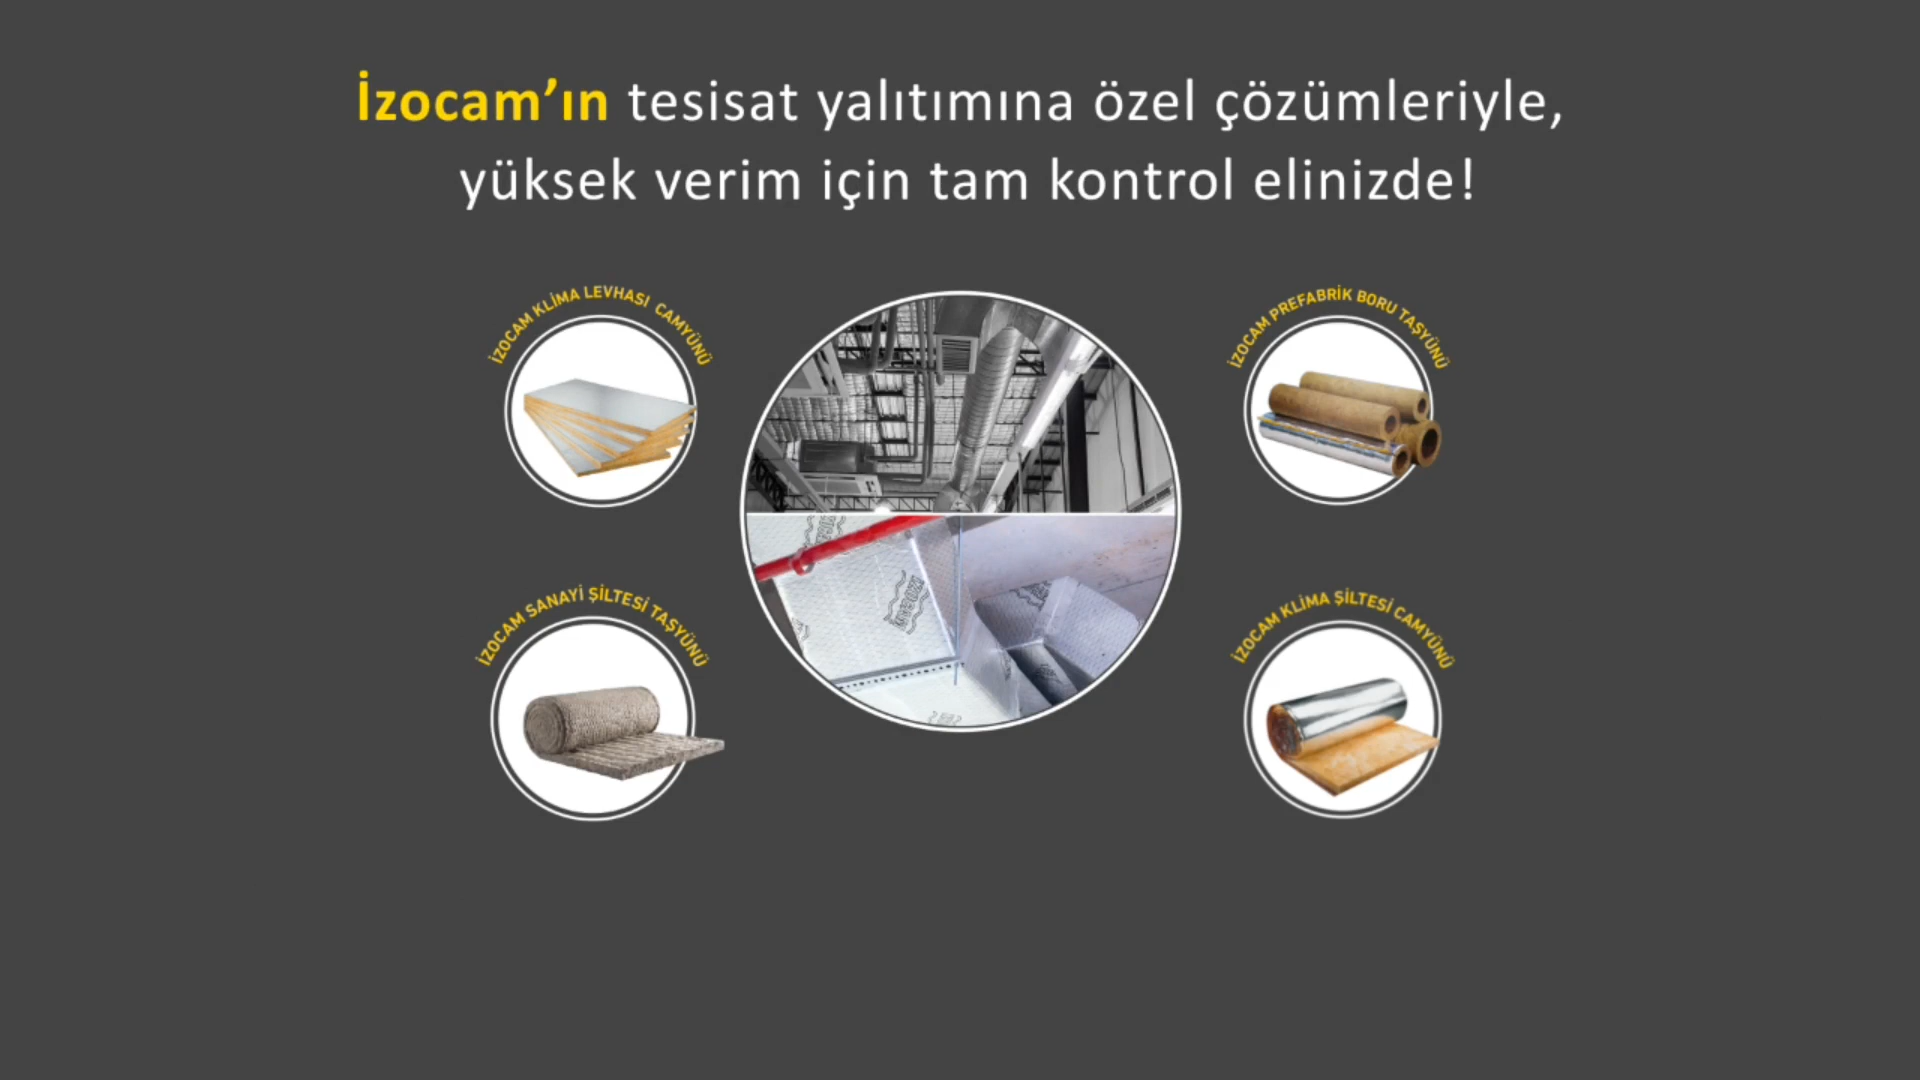 İzocam’ın tesisat yalıtımına özel çözümleriyle,
yüksek verim için tam kontrol elinizde!
İZOCAM KLİMA LEVHASI CAMYÜNÜ
İZOCAM PREFABRİK BORU TAŞYÜNÜ
İZOCAM
İZOCAM SANAYİ ŞİLTESİ TAŞYÜNÜ
İZOCAM KLİMA ŞİLTESİ CAMYÜNÜ